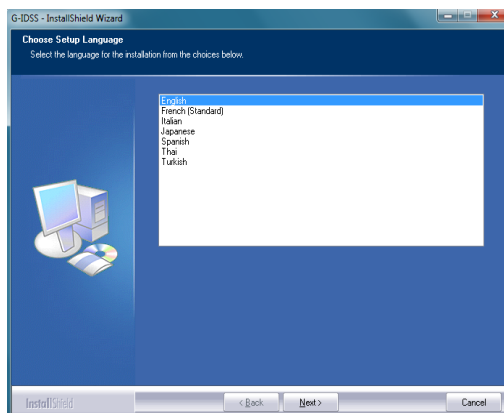 G-IDSS - InstallShield Wizard
Choose Setup Language
Select the language for the installation from the choices below.
English
French (Standard)
Italian
Japanese
Spanish
Thai
Turkish
InstallShield
< Back
Next >
Cancel